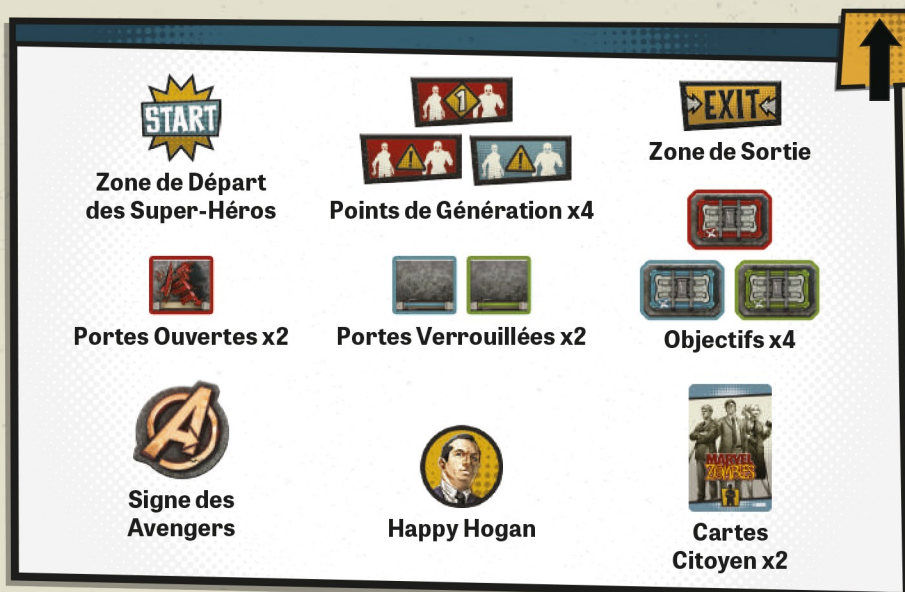 START
Zone de Départ
des Super-Héros
1
Points de Génération x4
EXIT
Zone de Sortie
Portes Ouvertes x2
Portes Verrouillées x2
Objectifs x4
Signe des
Avengers
Happy Hogan
MARVEL
ZOMBIES
Cartes
Citoyen x2